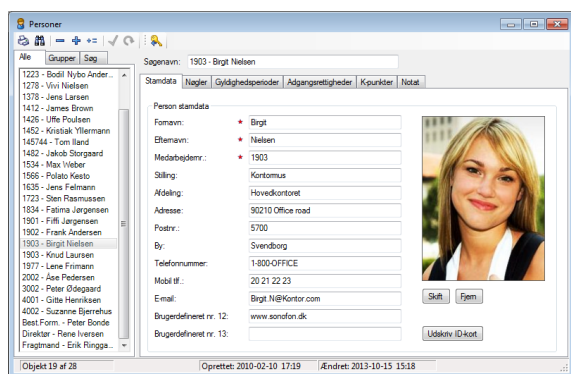 Personer
Alle Grupper Søg
Søgenavn: 1903 - Birgit Nielsen
Stamdata Nøgler Gyldighedsperioder Adgangsrettigheder K-punkter Notat
1223 - Bodil Nybo Ander...
1278 - Vivi Nielsen
1378 - Jens Larsen
1412 - James Brown
1426 - Uffe Poulsen
1452 - Kristiak Yllermann
145744 - Tom Iland
1482 - Jakob Storgaard
1534 - Max Weber
1566 - Polato Kesto
1635 - Jens Felmann
1723 - Sten Rasmussen
1834 - Fatima Jørgensen
1901 - Fiffi Jørgensen
1902 - Frank Andersen
1903 - Birgit Nielsen
1903 - Knud Laursen
1977 - Lene Frimann
2002 - Åse Pedersen
3002 - Peter Ødegaard
4001 - Gitte Henriksen
4002 - Suzanne Bjerrehus
Best.Form. - Peter Bonde
Direktør - Rene Iversen
Fragtmand - Erik Ringga...
Person stamdata
Fornavn: * Birgit
Efternavn: * Nielsen
Medarbejdernr.: * 1903
Stilling: Kontormus
Afdeling: Hovedkontoret
Adresse: 90210 Office road
Postnr.: 5700
By: Svendborg
Telefonnummer: 1-800-OFFICE
Mobil tlf.: 20 21 22 23
E-mail: Birgit.N@Kontor.com
Brugerdefineret nr. 12: www.sonofon.dk
Brugerdefineret nr. 13:
Skift Fjern
Udskriv ID-kort
Objekt 19 af 28 Oprettet: 2010-02-10 17:19 Ændret: 2013-10-15 15:18